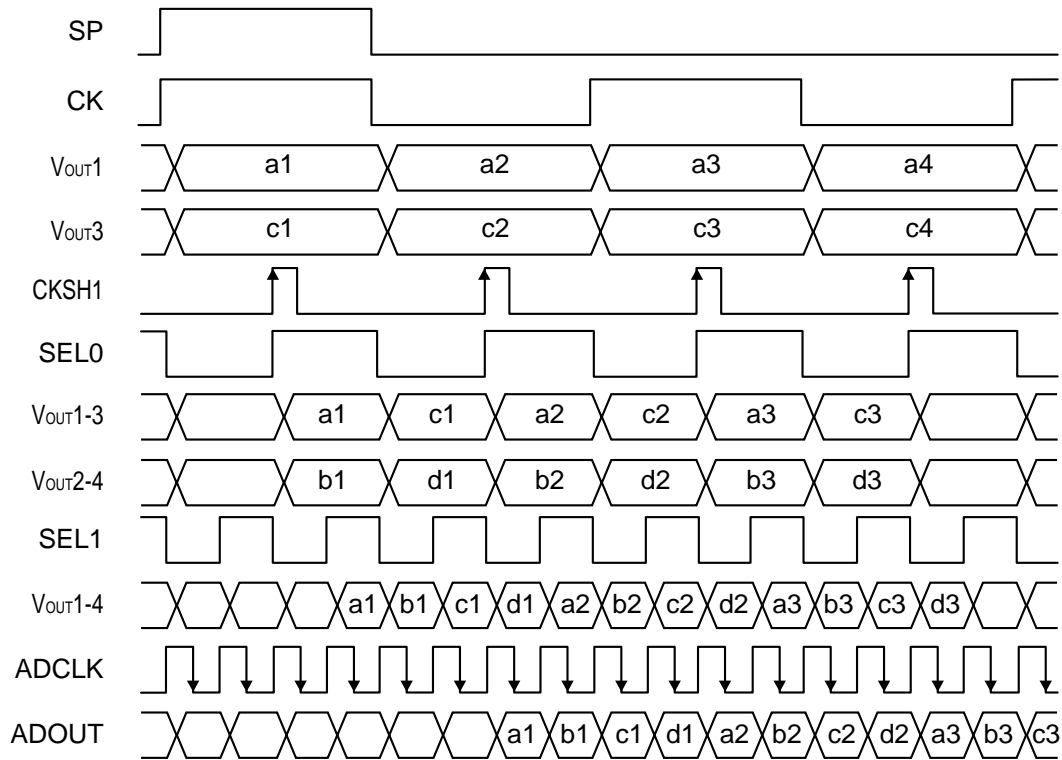 SP
CK
VOUT1 a1 a2 a3 a4
VOUT3 c1 c2 c3 c4
CKSH1
SEL0
VOUT1-3 a1 c1 a2 c2 a3 c3
VOUT2-4 b1 d1 b2 d2 b3 d3
SEL1
VOUT1-4 a1 b1 c1 d1 a2 b2 c2 d2 a3 b3 c3 d3
ADCLK
ADOUT a1 b1 c1 d1 a2 b2 c2 d2 a3 b3 c3